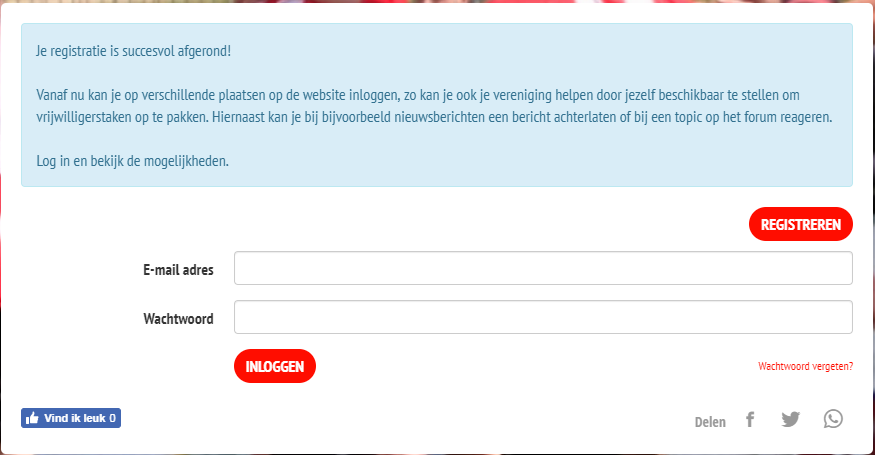 Je registratie is succesvol afgerond!
Vanaf nu kan je op verschillende plaatsen op de website inloggen, zo kan je ook je vereniging helpen door jezelf beschikbaar te stellen om
vrijwilligerstaken op te pakken. Hiernaast kan je bij bijvoorbeeld nieuwsberichten een bericht achterlaten of bij een topic op het forum reageren.
Log in en bekijk de mogelijkheden.
REGISTREREN
E-mail adres
Wachtwoord
INLOGGEN
Wachtwoord vergeten?
Vind ik leuk 0
Delen